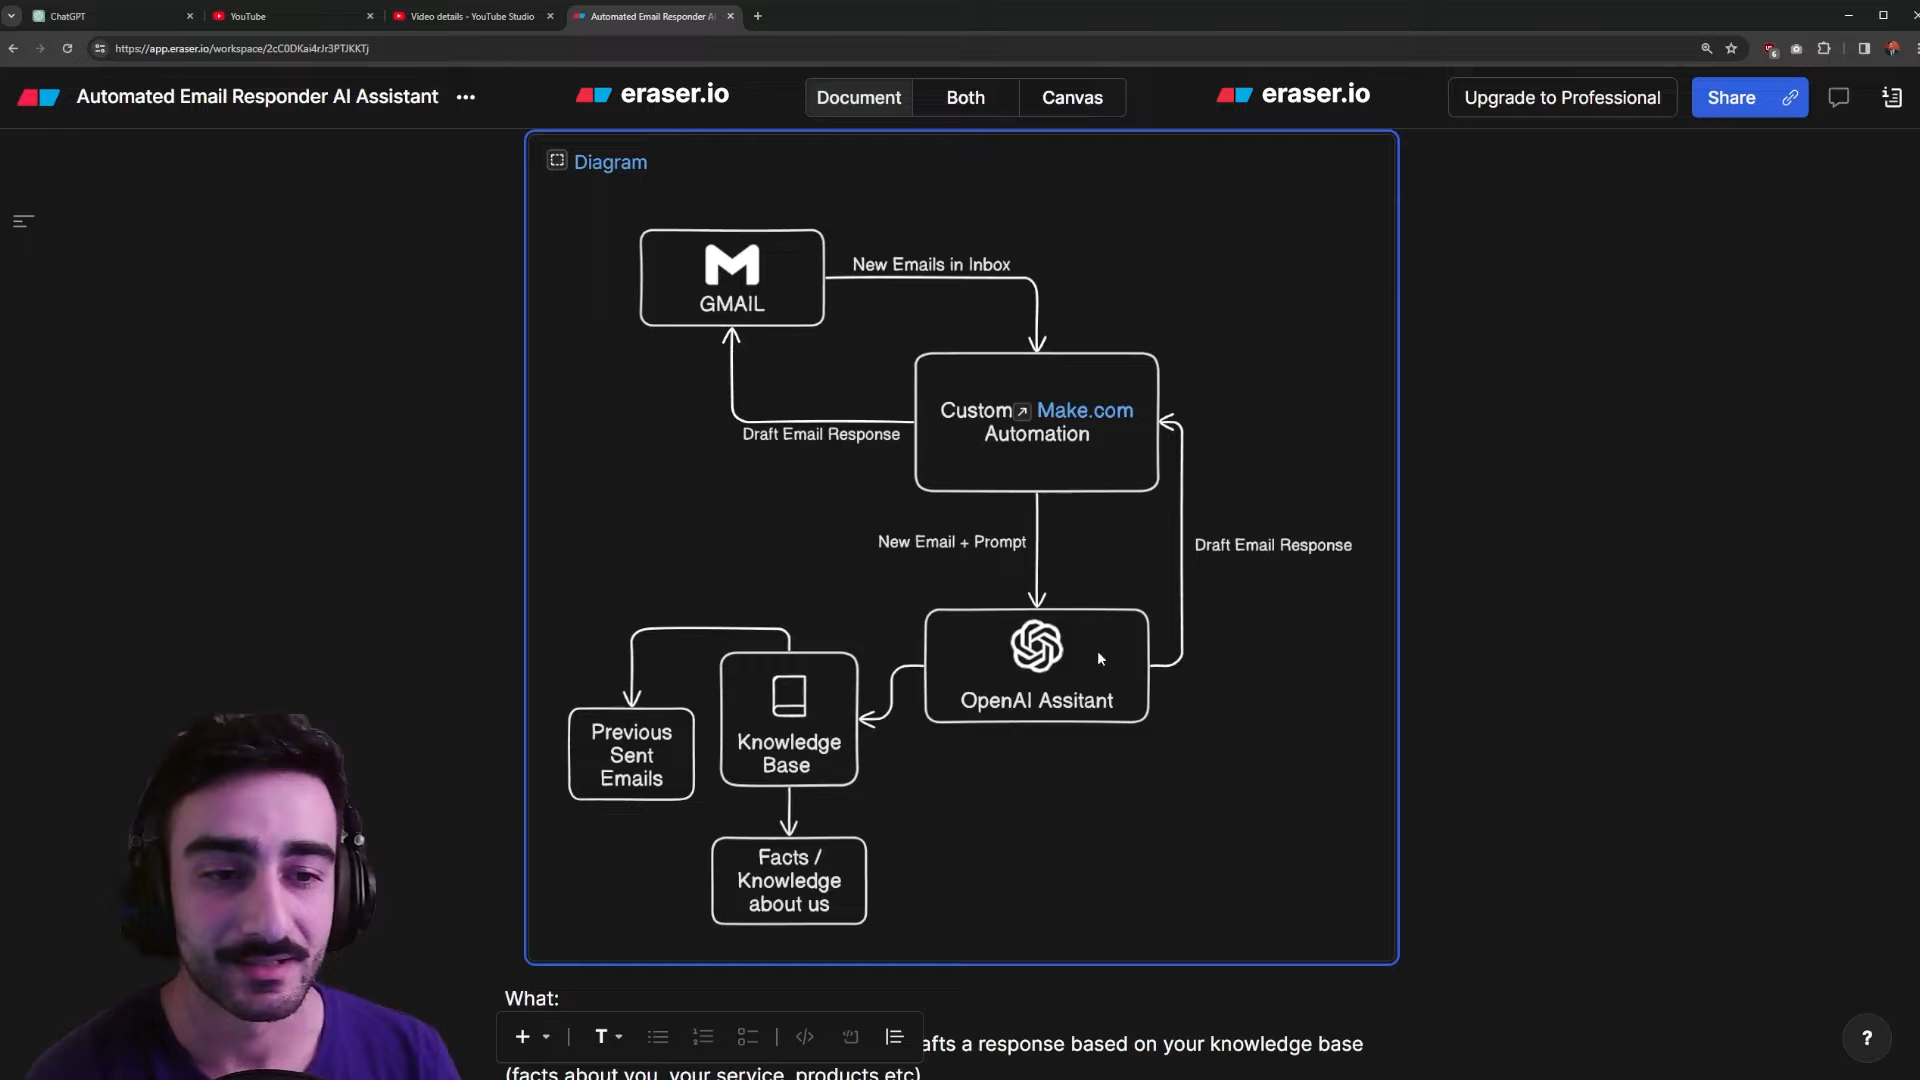 ChatGPT
YouTube
Video details - YouTube Studio
Automated Email Responder AI
https://app.eraser.io/workspace/2cC0DKai4rJr3PTJKKTj
6
Automated Email Responder AI Assistant
eraser.io
Document
Both
Canvas
eraser.io
Upgrade to Professional
Share
Diagram
GMAIL
New Emails in Inbox
Custom Make.com
Automation
Draft Email Response
New Email + Prompt
Draft Email Response
OpenAI Assitant
Knowledge
Base
Previous
Sent
Emails
Facts /
Knowledge
about us
What:
T
afts a response based on your knowledge base
(facts about you, your service, products etc)
?